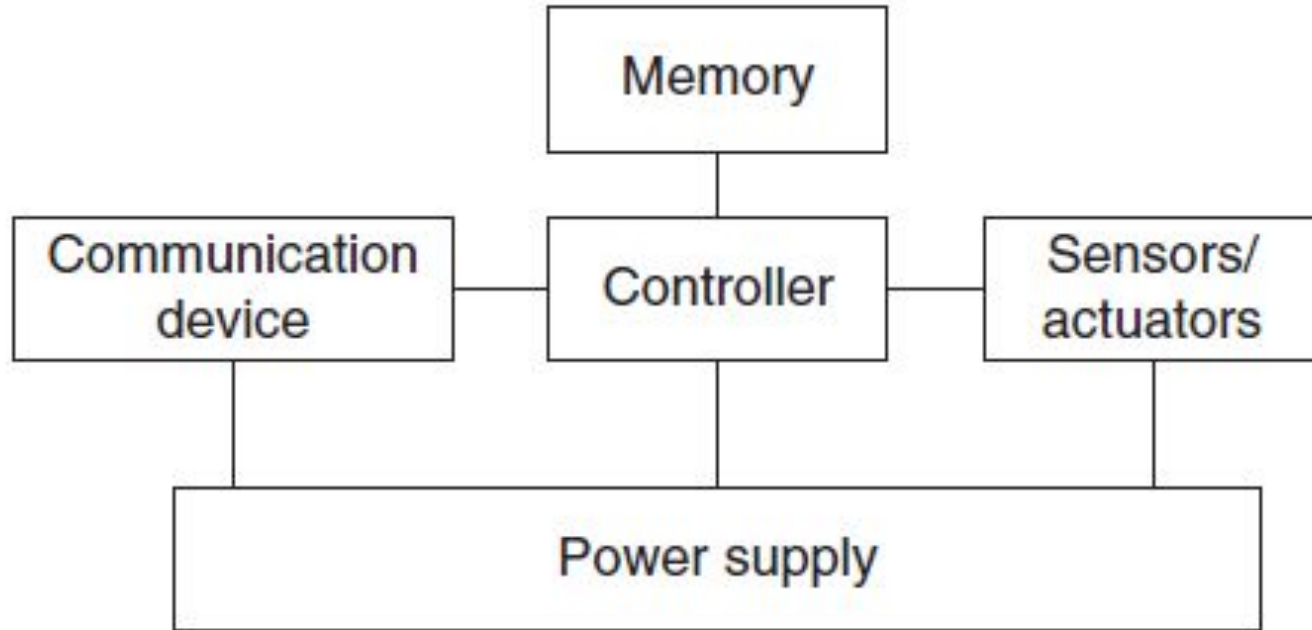 Memory
Communication
device
Controller
Sensors/
actuators
Power supply